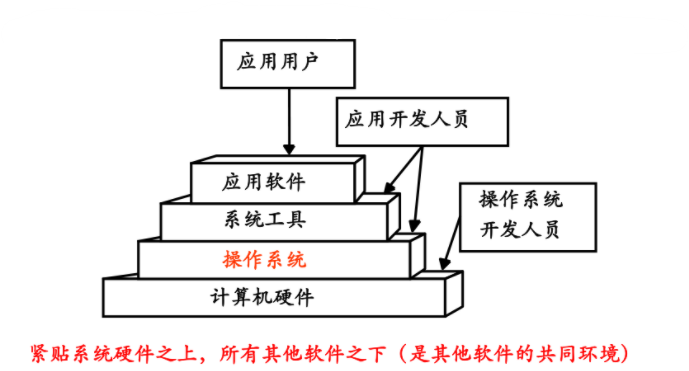 应用用户
应用开发人员
应用软件
操作系统
开发人员
系统工具
操作系统
计算机硬件
紧贴系统硬件之上，所有其他软件之下（是其他软件的共同环境）